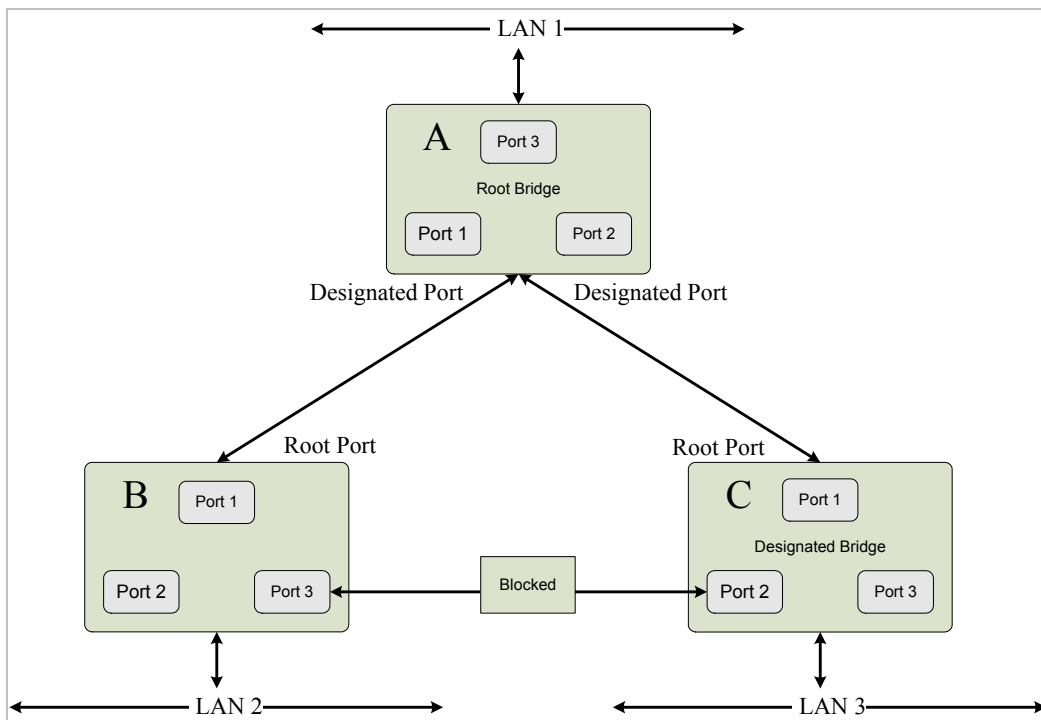 LAN 1
A
Port 3
Root Bridge
Port 1
Port 2
Designated Port
Designated Port
Root Port
Root Port
B
Port 1
Port 2
Port 3
Blocked
C
Port 1
Designated Bridge
Port 2
Port 3
LAN 2
LAN 3